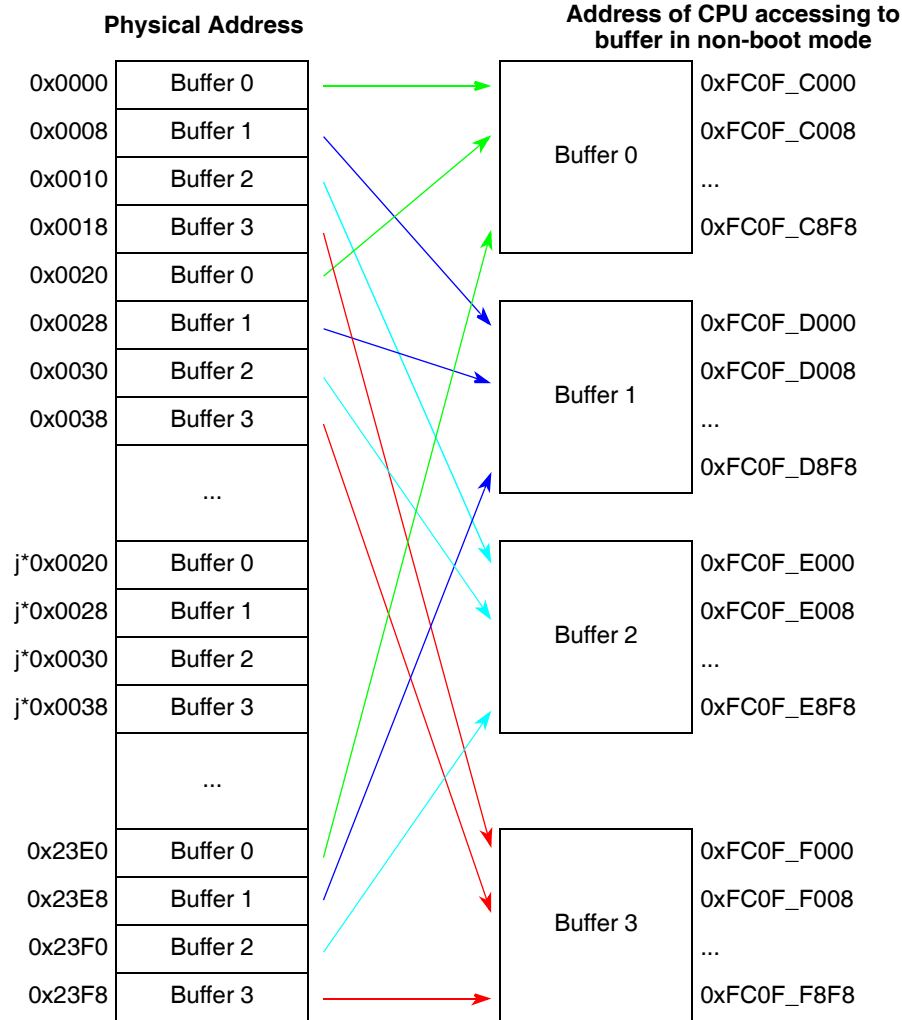 Physical Address
Address of CPU accessing to
buffer in non-boot mode
0x0000 Buffer 0
0x0008 Buffer 1
0x0010 Buffer 2
0x0018 Buffer 3
0x0020 Buffer 0
0x0028 Buffer 1
0x0030 Buffer 2
0x0038 Buffer 3
...
j*0x0020 Buffer 0
j*0x0028 Buffer 1
j*0x0030 Buffer 2
j*0x0038 Buffer 3
...
0x23E0 Buffer 0
0x23E8 Buffer 1
0x23F0 Buffer 2
0x23F8 Buffer 3
Buffer 0
0xFC0F_C000
0xFC0F_C008
...
0xFC0F_C8F8
Buffer 1
0xFC0F_D000
0xFC0F_D008
...
0xFC0F_D8F8
Buffer 2
0xFC0F_E000
0xFC0F_E008
...
0xFC0F_E8F8
Buffer 3
0xFC0F_F000
0xFC0F_F008
...
0xFC0F_F8F8